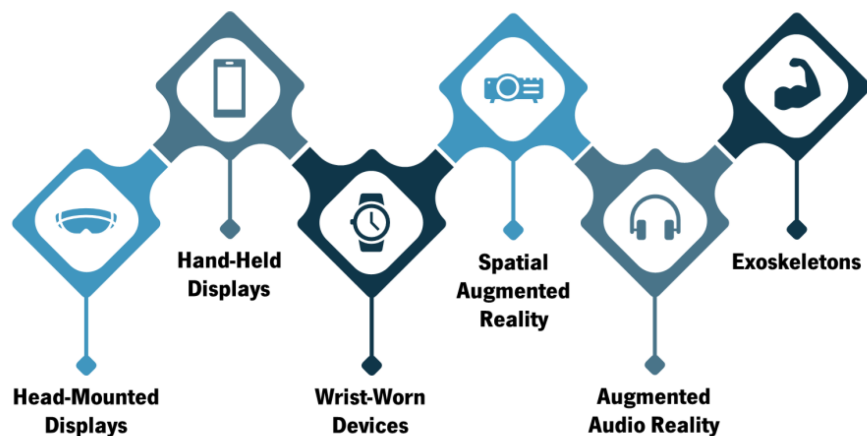 Head-Mounted
Displays
Hand-Held
Displays
Wrist-Worn
Devices
Spatial
Augmented
Reality
Augmented
Audio Reality
Exoskeletons